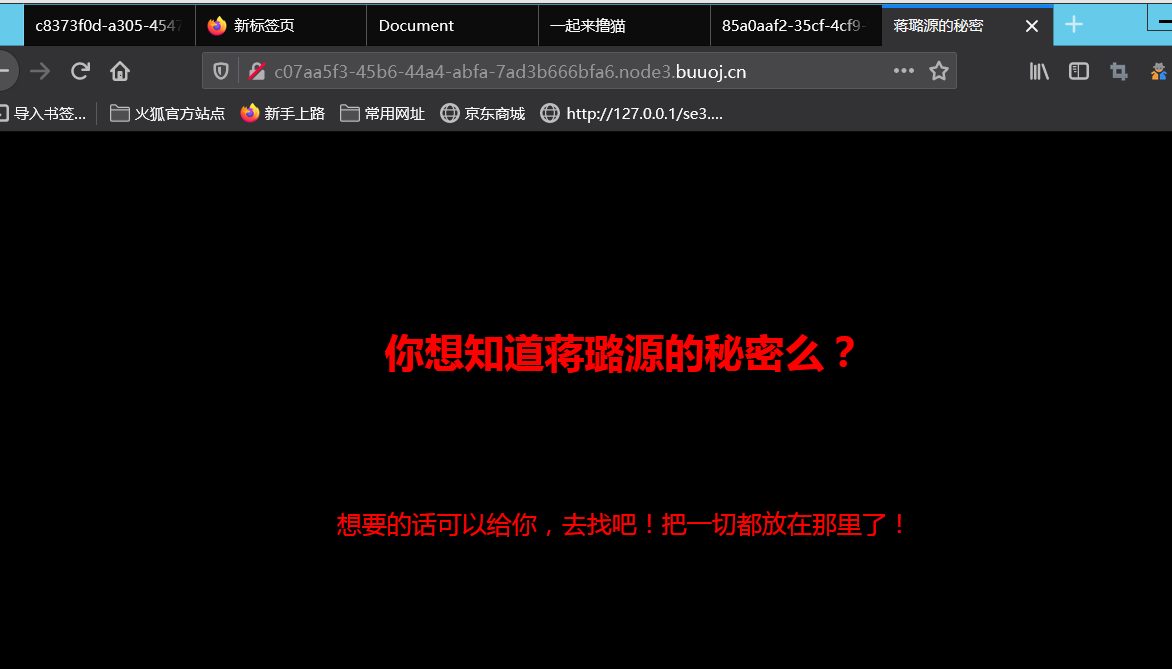 c8373f0d-a305-4547
新标签页
Document
一起来撸猫
85a0aaf2-35cf-4cf9-
蒋璐源的秘密
c07aa5f3-45b6-44a4-abfa-7ad3b666bfa6.node3.buuoj.cn
导入书签...
火狐官方站点
新手上路
常用网址
京东商城
http://127.0.0.1/se3....
你想知道蒋璐源的秘密么？
想要的话可以给你，去找吧！把一切都放在那里了！